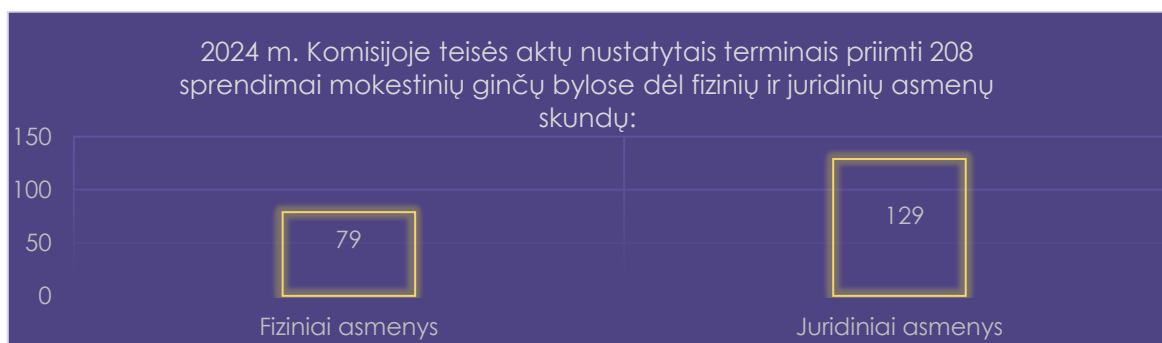 2024 m. Komisijoje teisės aktų nustatytais terminais priimti 208
sprendimai mokestinių ginčų bylose dėl fizinių ir juridinių asmenų
skundų:
150
100
50
0
79
129
Fiziniai asmenys
Juridiniai asmenys